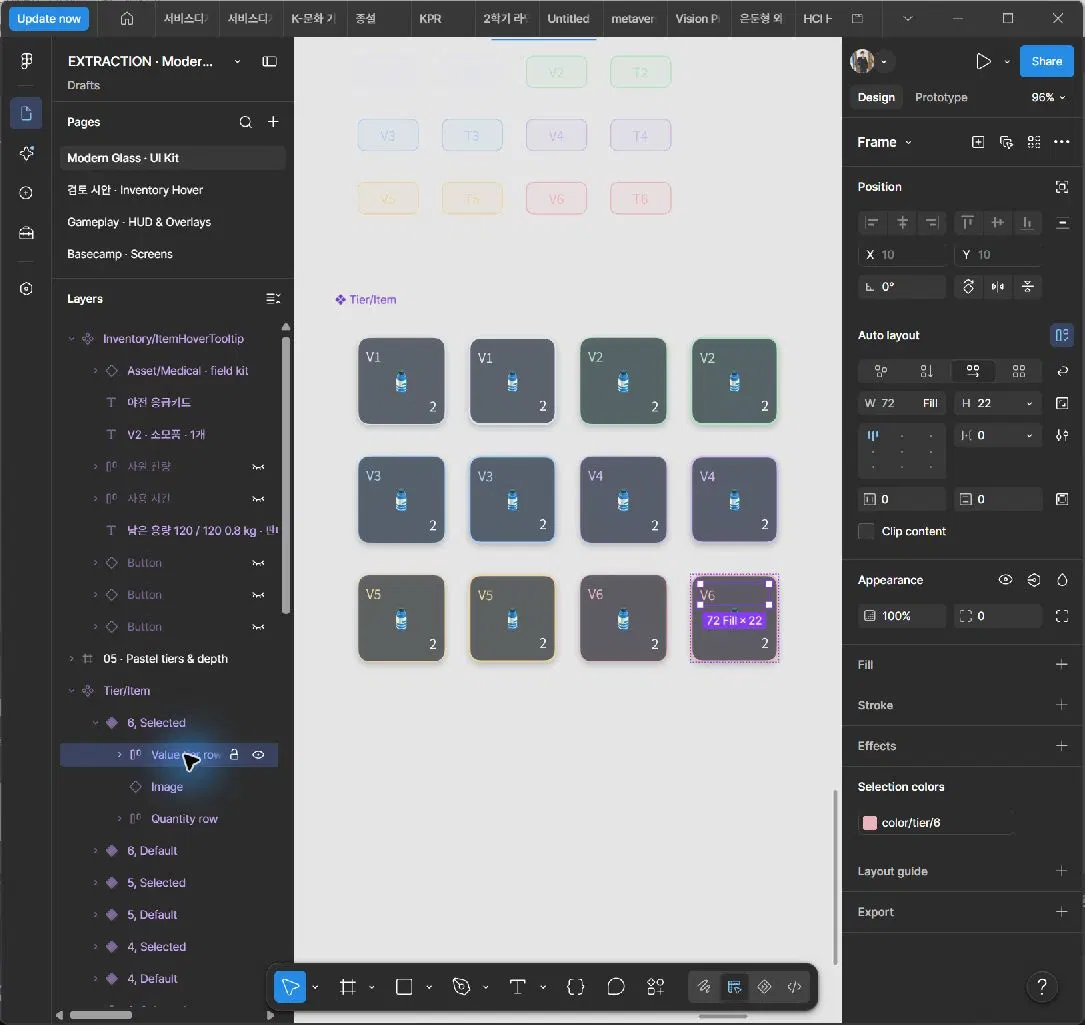 Update now
서비스디
서비스디
K-문화 기
종설
KPR
2학기 라
Untitled
metaver
Vision P
은둔형 외
HCI H
EXTRACTION · Moder...
Drafts
Pages
Modern Glass · UI Kit
검토 시안 · Inventory Hover
Gameplay · HUD & Overlays
Basecamp · Screens
Layers
Inventory/ItemHoverTooltip
Asset/Medical · field kit
야전 응급키트
V2 · 소모품 · 1개
자원 잔량
사용 시간
남은 용량 120 / 120 0.8 kg ·
Button
Button
Button
05 · Pastel tiers & depth
Tier/Item
6, Selected
Value tier row
Image
Quantity row
6, Default
5, Selected
5, Default
4, Selected
4, Default
V2 T2
V3 T3 V4 T4
V5 T5 V6 T6
Tier/Item
V1 V1 V2 V2
2 2 2 2
V3 V3 V4 V4
2 2 2 2
V5 V5 V6 V6
72 Fill × 22
2 2 2 2
Share
Design Prototype 96%
Frame
Position
X 10 Y 10
0°
Auto layout
W 72 Fill H 22
0
0 0
Clip content
Appearance
100% 0
Fill
Stroke
Effects
Selection colors
color/tier/6
Layout guide
Export
?